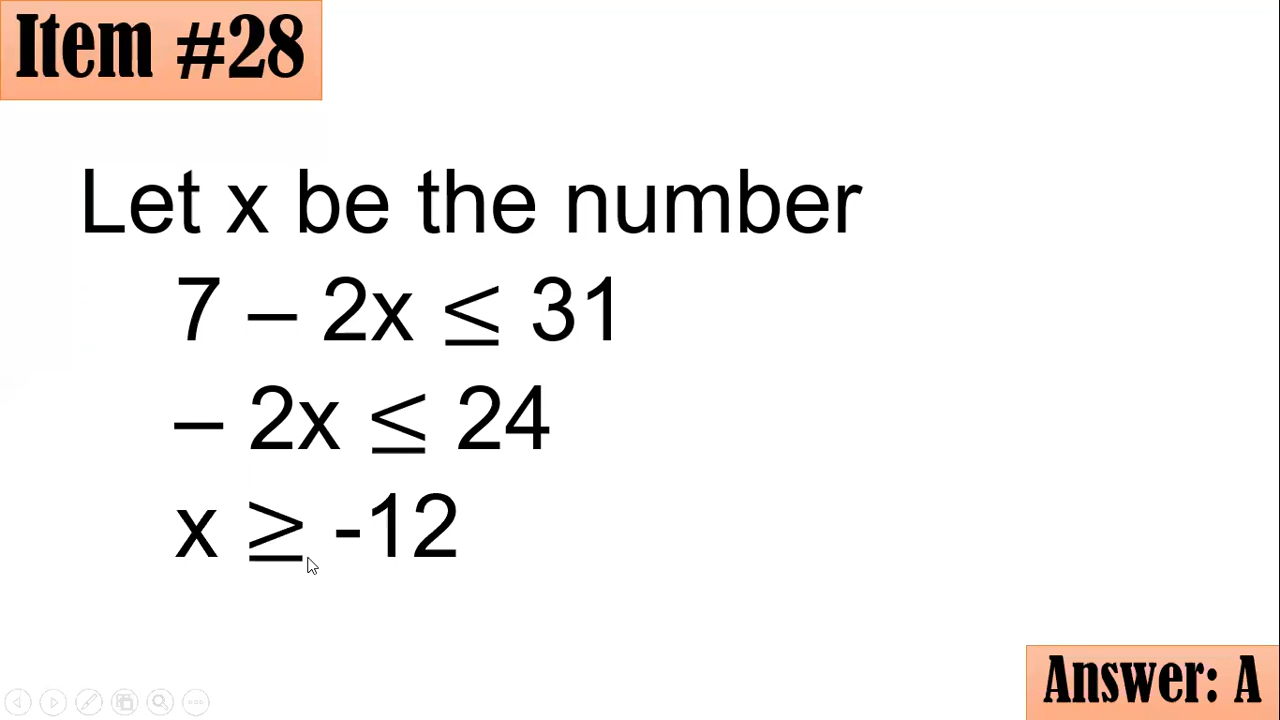 Item #28
Let x be the number
7 – 2x ≤ 31
– 2x ≤ 24
x ≥ -12
Answer: A